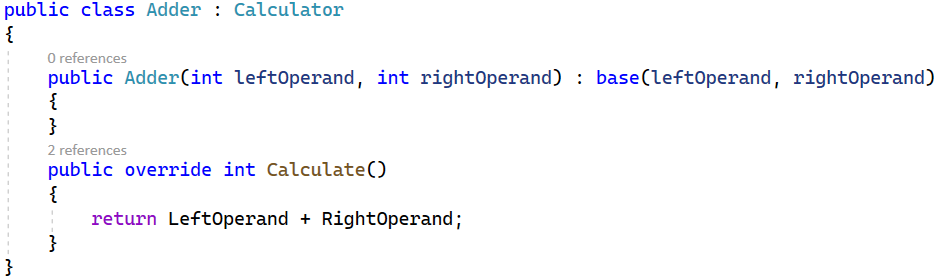 public class Adder : Calculator
{
0 references
public Adder(int leftOperand, int rightOperand) : base(leftOperand, rightOperand)
{
}
2 references
public override int Calculate()
{
return LeftOperand + RightOperand;
}
}